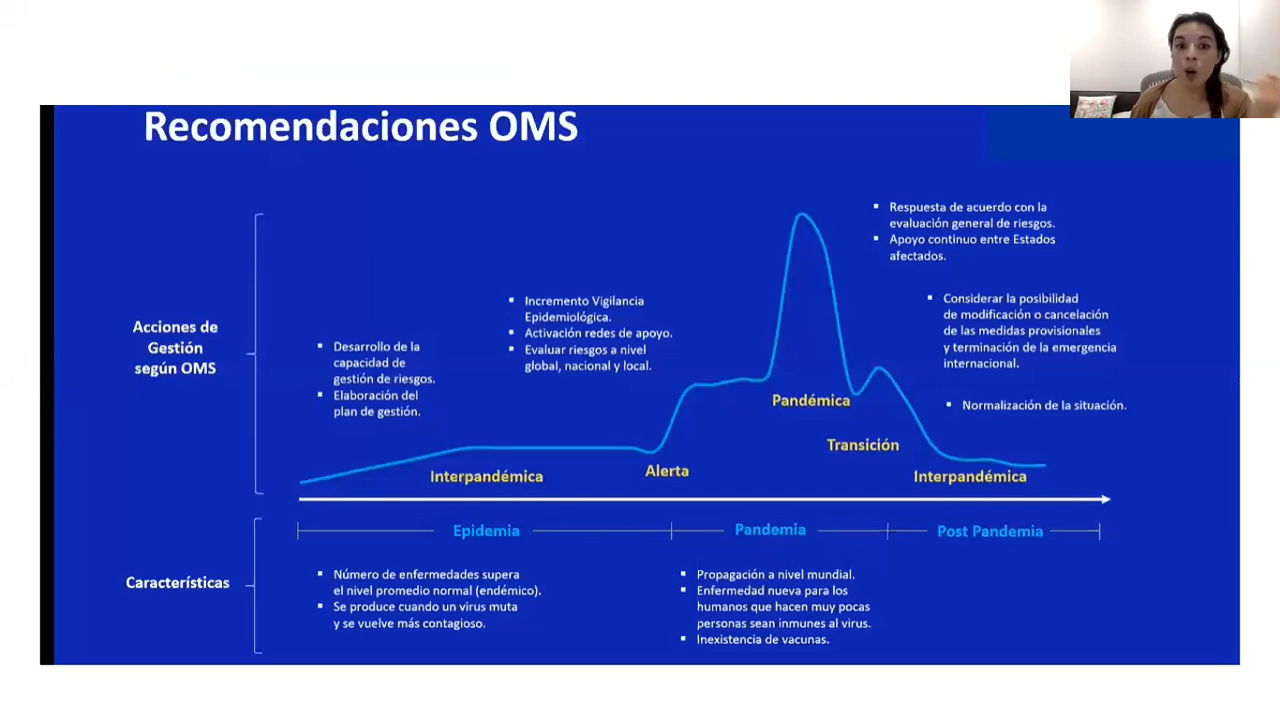 Recomendaciones OMS
Acciones de
Gestión
según OMS
▪ Desarrollo de la
capacidad de
gestión de riesgos.
▪ Elaboración del
plan de gestión.
▪ Incremento Vigilancia
Epidemiológica.
▪ Activación redes de apoyo.
▪ Evaluar riesgos a nivel
global, nacional y local.
▪ Respuesta de acuerdo con la
evaluación general de riesgos.
▪ Apoyo continuo entre Estados
afectados.
▪ Considerar la posibilidad
de modificación o cancelación
de las medidas provisionales
y terminación de la emergencia
internacional.
▪ Normalización de la situación.
Interpandémica
Alerta
Pandémica
Transición
Interpandémica
Epidemia
Pandemia
Post Pandemia
Características
▪ Número de enfermedades supera
el nivel promedio normal (endémico).
▪ Se produce cuando un virus muta
y se vuelve más contagioso.
▪ Propagación a nivel mundial.
▪ Enfermedad nueva para los
humanos que hacen muy pocas
personas sean inmunes al virus.
▪ Inexistencia de vacunas.